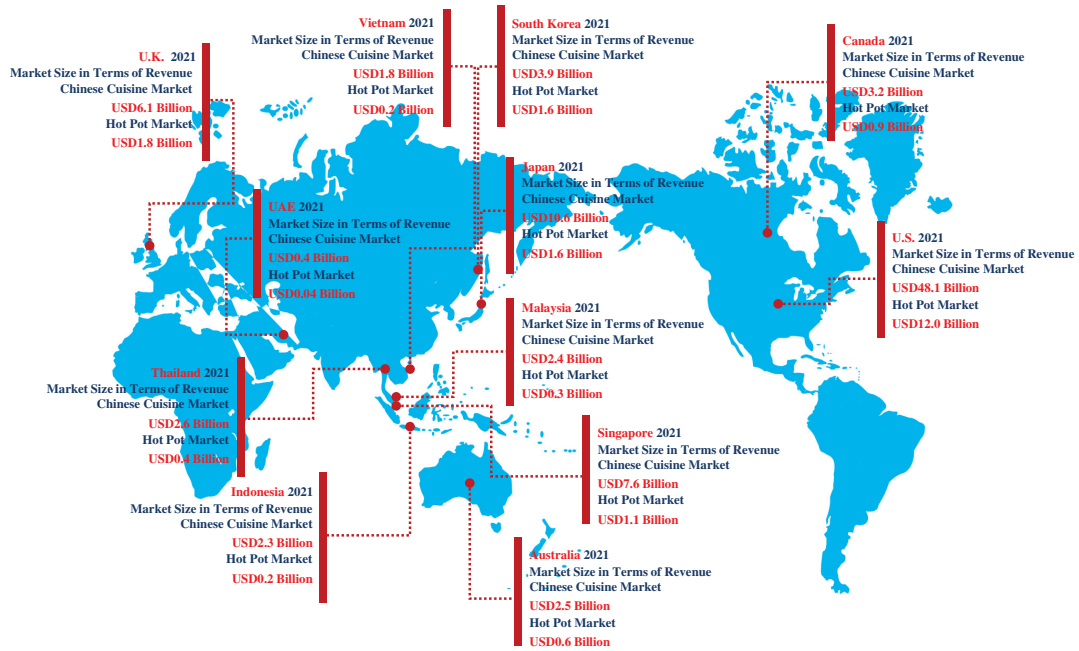 Vietnam 2021
Market Size in Terms of Revenue
Chinese Cuisine Market
USD1.8 Billion
Hot Pot Market
USD0.2 Billion
South Korea 2021
Market Size in Terms of Revenue
Chinese Cuisine Market
USD3.9 Billion
Hot Pot Market
USD1.6 Billion
Canada 2021
Market Size in Terms of Revenue
Chinese Cuisine Market
USD3.2 Billion
Hot Pot Market
USD0.9 Billion
U.K. 2021
Market Size in Terms of Revenue
Chinese Cuisine Market
USD6.1 Billion
Hot Pot Market
USD1.8 Billion
Japan 2021
Market Size in Terms of Revenue
Chinese Cuisine Market
USD10.6 Billion
Hot Pot Market
USD1.6 Billion
UAE 2021
Market Size in Terms of Revenue
Chinese Cuisine Market
USD0.4 Billion
Hot Pot Market
USD0.04 Billion
U.S. 2021
Market Size in Terms of Revenue
Chinese Cuisine Market
USD48.1 Billion
Hot Pot Market
USD12.0 Billion
Malaysia 2021
Market Size in Terms of Revenue
Chinese Cuisine Market
USD2.4 Billion
Hot Pot Market
USD0.3 Billion
Thailand 2021
Market Size in Terms of Revenue
Chinese Cuisine Market
USD2.6 Billion
Hot Pot Market
USD0.4 Billion
Singapore 2021
Market Size in Terms of Revenue
Chinese Cuisine Market
USD7.6 Billion
Hot Pot Market
USD1.1 Billion
Indonesia 2021
Market Size in Terms of Revenue
Chinese Cuisine Market
USD2.3 Billion
Hot Pot Market
USD0.2 Billion
Australia 2021
Market Size in Terms of Revenue
Chinese Cuisine Market
USD2.5 Billion
Hot Pot Market
USD0.6 Billion